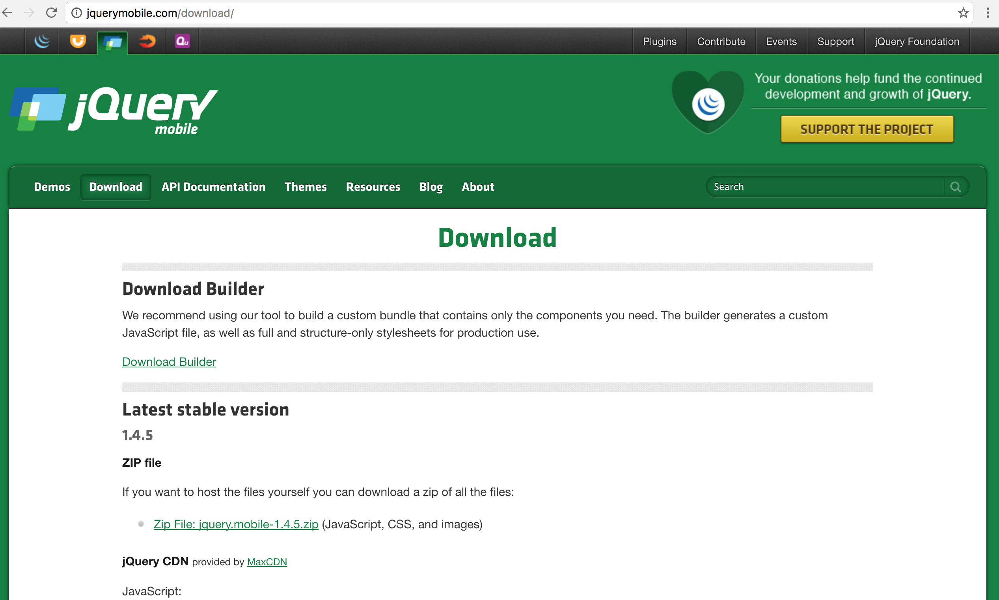 jquerymobile.com/download/
Qu
Plugins
Contribute
Events
Support
jQuery Foundation
jQuery
mobile
Your donations help fund the continued
development and growth of jQuery.
SUPPORT THE PROJECT
Demos
Download
API Documentation
Themes
Resources
Blog
About
Search
Download
Download Builder
We recommend using our tool to build a custom bundle that contains only the components you need. The builder generates a custom
JavaScript file, as well as full and structure-only stylesheets for production use.
Download Builder
Latest stable version
1.4.5
ZIP file
If you want to host the files yourself you can download a zip of all the files:
Zip File: jquery.mobile-1.4.5.zip (JavaScript, CSS, and images)
jQuery CDN provided by MaxCDN
JavaScript: